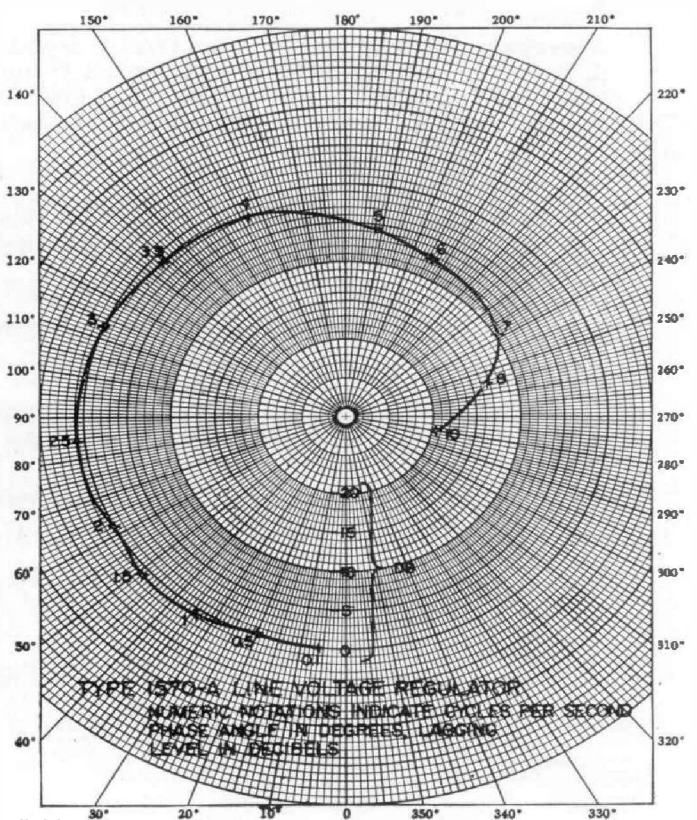 150° 160° 170° 180° 190° 200° 210°
140° 220°
130° 230°
4 5
3.5 6
120° 240°
3 7
110° 250°
100° 8 260°
90° 270°
2.5 10
80° 280°
20
70° 290°
2 15
60° 1.5 10 DB 300°
1 5
0.5
50° 0.1 0 310°
TYPE 1570-A LINE VOLTAGE REGULATOR
NUMERIC NOTATIONS INDICATE CYCLES PER SECOND
PHASE ANGLE IN DEGREES, LAGGING
LEVEL IN DECIBELS
40° 320°
30° 20° 10° 0 350° 340° 330°